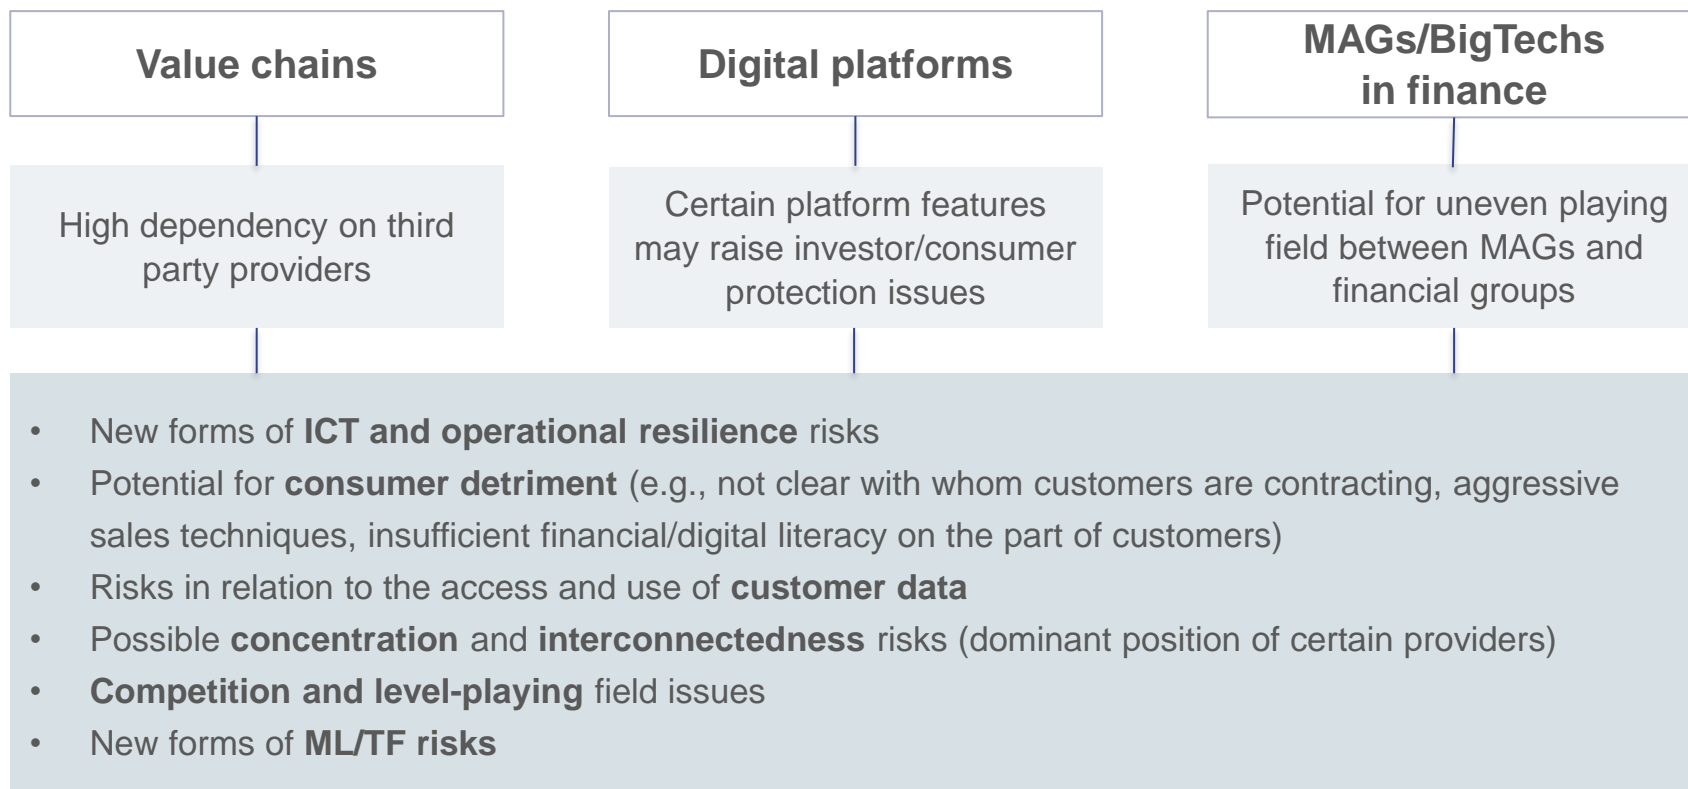 Value chains
High dependency on third
party providers
Digital platforms
Certain platform features
may raise investor/consumer
protection issues
MAGs/BigTechs
in finance
Potential for uneven playing
field between MAGs and
financial groups
• New forms of ICT and operational resilience risks
• Potential for consumer detriment (e.g., not clear with whom customers are contracting, aggressive
sales techniques, insufficient financial/digital literacy on the part of customers)
• Risks in relation to the access and use of customer data
• Possible concentration and interconnectedness risks (dominant position of certain providers)
• Competition and level-playing field issues
• New forms of ML/TF risks